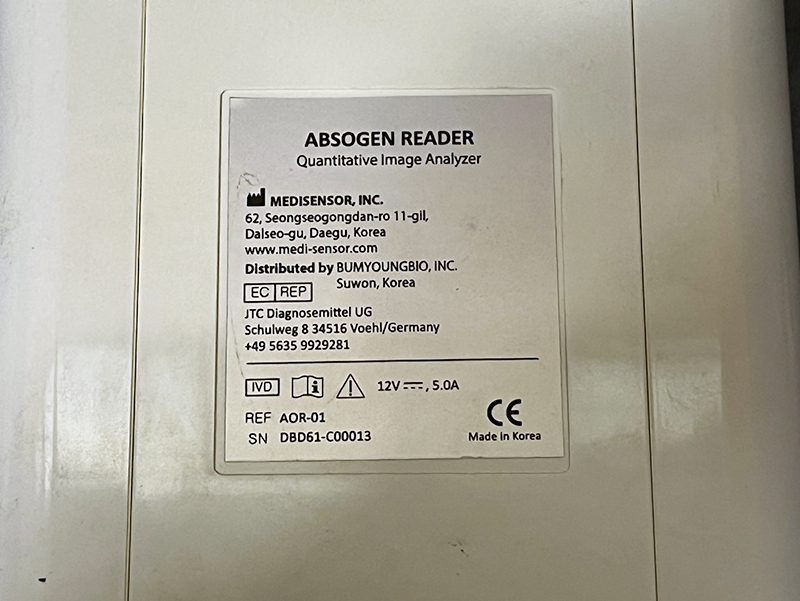 ABSOGEN READER
Quantitative Image Analyzer
MEDISENSOR, INC.
62, Seongseogongdan-ro 11-gil,
Dalseo-gu, Daegu, Korea
www.medi-sensor.com
Distributed by BUMYOUNGBIO, INC.
Suwon, Korea
EC REP
JTC Diagnosemittel UG
Schulweg 8 34516 Voehl/Germany
+49 5635 9929281
IVD 12V⎓, 5.0A
REF AOR-01
SN DBD61-C00013
CE
Made in Korea